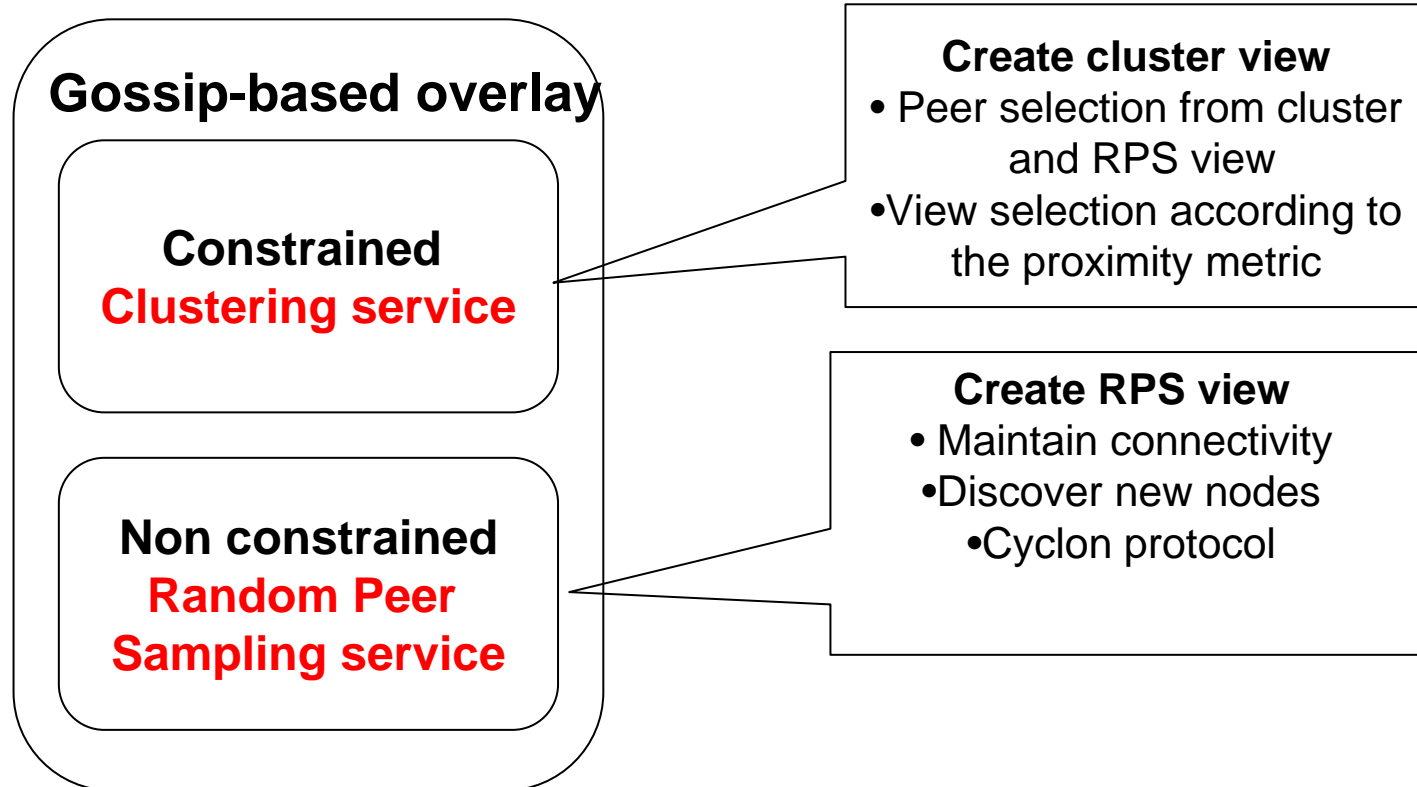 Gossip-based overlay
Constrained
Clustering service
Non constrained
Random Peer
Sampling service
Create cluster view
• Peer selection from cluster
and RPS view
•View selection according to
the proximity metric
Create RPS view
• Maintain connectivity
•Discover new nodes
•Cyclon protocol